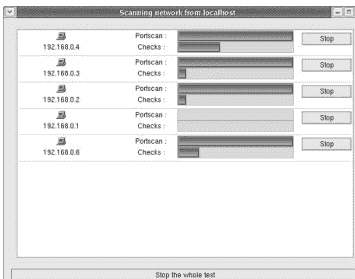 Scanning network from localhost
Portscan :
192.168.0.4 Checks : Stop
Portscan :
192.168.0.3 Checks : Stop
Portscan :
192.168.0.2 Checks : Stop
Portscan :
192.168.0.1 Checks : Stop
Portscan :
192.168.0.6 Checks : Stop
Stop the whole test